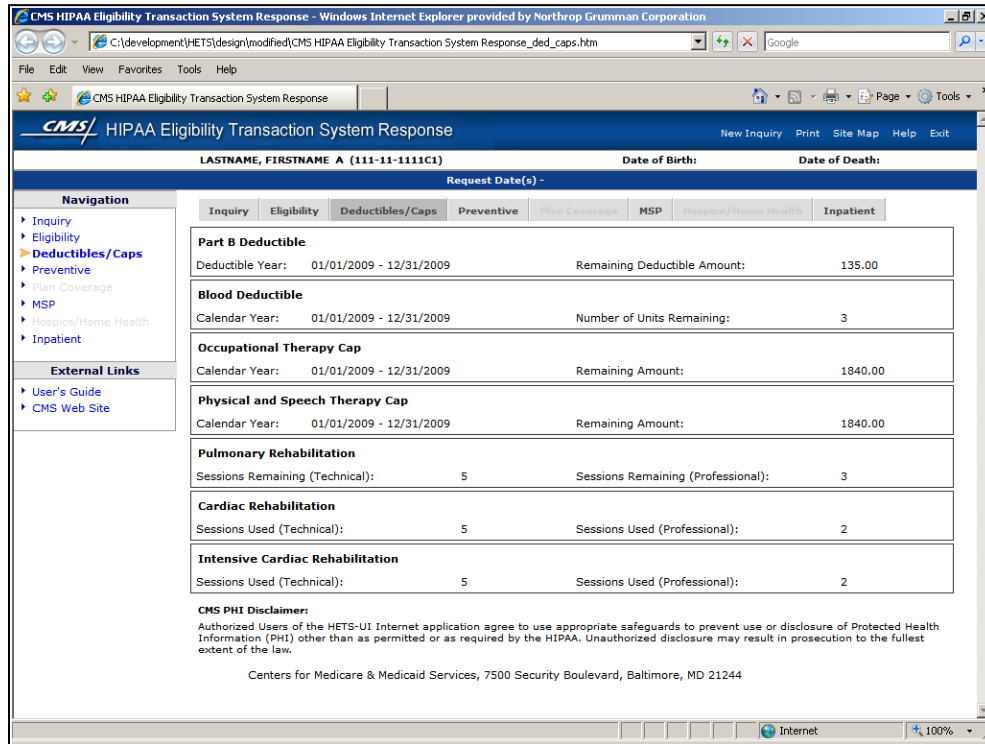 CMS HIPAA Eligibility Transaction System Response - Windows Internet Explorer provided by Northrop Grumman Corporation
C:\development\HETS\design\modified\CMS HIPAA Eligibility Transaction System Response_ded_caps.htm Google
File Edit View Favorites Tools Help
CMS HIPAA Eligibility Transaction System Response Page Tools
CMS HIPAA Eligibility Transaction System Response New Inquiry Print Site Map Help Exit
LASTNAME, FIRSTNAME A (111-11-1111C1) Date of Birth: Date of Death:
Request Date(s) -
Navigation
Inquiry
Eligibility
Deductibles/Caps
Preventive
Plan Coverage
MSP
Hospice/Home Health
Inpatient
External Links
User's Guide
CMS Web Site
Inquiry Eligibility Deductibles/Caps Preventive Plan Coverage MSP Hospice/Home Health Inpatient
Part B Deductible
Deductible Year: 01/01/2009 - 12/31/2009 Remaining Deductible Amount: 135.00
Blood Deductible
Calendar Year: 01/01/2009 - 12/31/2009 Number of Units Remaining: 3
Occupational Therapy Cap
Calendar Year: 01/01/2009 - 12/31/2009 Remaining Amount: 1840.00
Physical and Speech Therapy Cap
Calendar Year: 01/01/2009 - 12/31/2009 Remaining Amount: 1840.00
Pulmonary Rehabilitation
Sessions Remaining (Technical): 5 Sessions Remaining (Professional): 3
Cardiac Rehabilitation
Sessions Used (Technical): 5 Sessions Used (Professional): 2
Intensive Cardiac Rehabilitation
Sessions Used (Technical): 5 Sessions Used (Professional): 2
CMS PHI Disclaimer:
Authorized Users of the HETS-UI Internet application agree to use appropriate safeguards to prevent use or disclosure of Protected Health
Information (PHI) other than as permitted or as required by the HIPAA. Unauthorized disclosure may result in prosecution to the fullest
extent of the law.
Centers for Medicare & Medicaid Services, 7500 Security Boulevard, Baltimore, MD 21244
Internet 100%